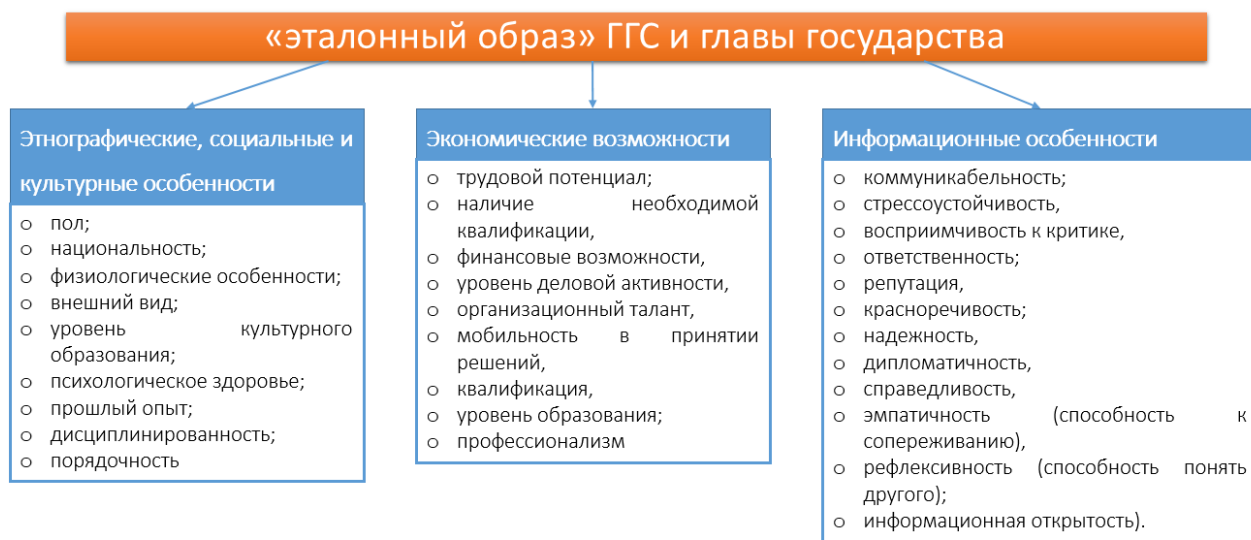 «эталонный образ» ГГС и главы государства
Этнографические, социальные и
культурные особенности
o пол;
o национальность;
o физиологические особенности;
o внешний вид;
o уровень культурного
образования;
o психологическое здоровье;
o прошлый опыт;
o дисциплинированность;
o порядочность
Экономические возможности
o трудовой потенциал;
o наличие необходимой
квалификации,
o финансовые возможности,
o уровень деловой активности,
o организационный талант,
o мобильность в принятии
решений,
o квалификация,
o уровень образования;
o профессионализм
Информационные особенности
o коммуникабельность;
o стрессоустойчивость,
o восприимчивость к критике,
o ответственность;
o репутация,
o красноречивость;
o надежность,
o дипломатичность,
o справедливость,
o эмпатичность (способность к
сопереживанию),
o рефлексивность (способность понять
другого);
o информационная открытость).